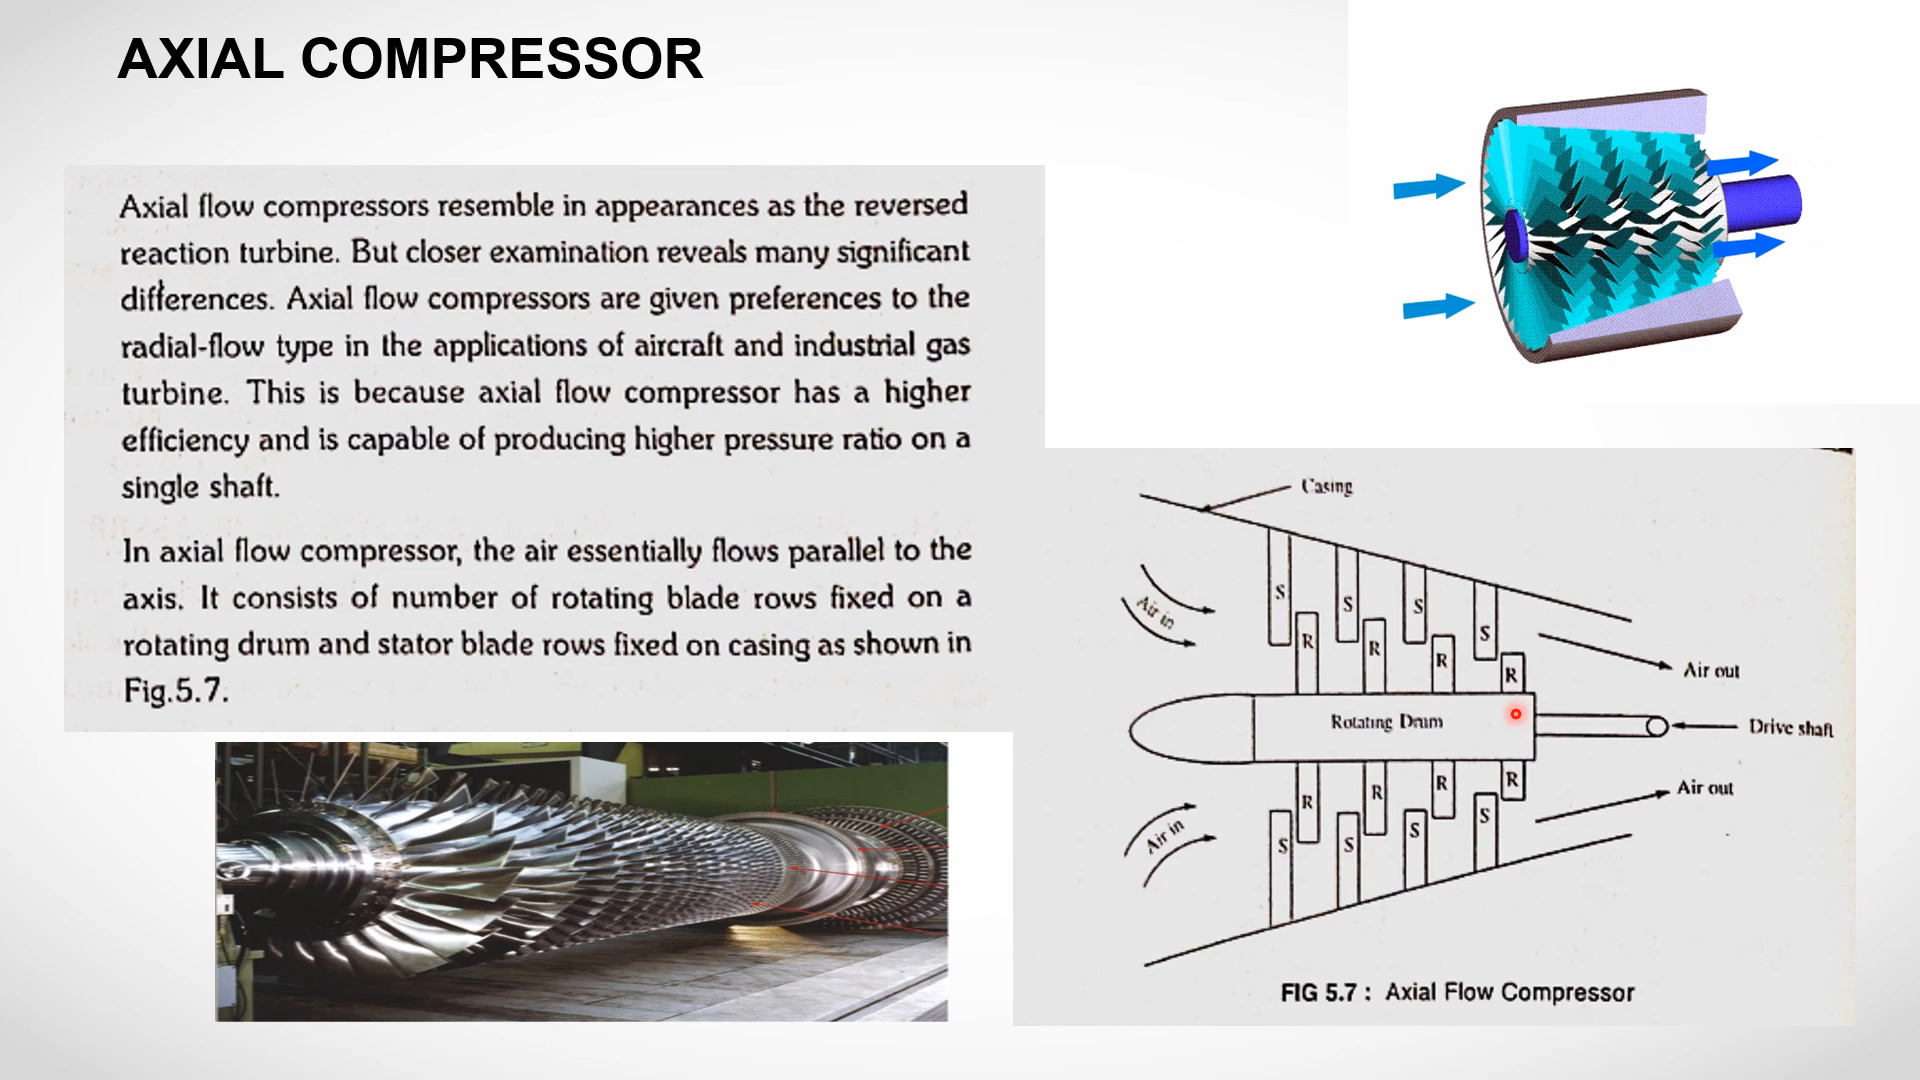 AXIAL COMPRESSOR
Axial flow compressors resemble in appearances as the reversed
reaction turbine. But closer examination reveals many significant
differences. Axial flow compressors are given preferences to the
radial-flow type in the applications of aircraft and industrial gas
turbine. This is because axial flow compressor has a higher
efficiency and is capable of producing higher pressure ratio on a
single shaft.
In axial flow compressor, the air essentially flows parallel to the
axis. It consists of number of rotating blade rows fixed on a
rotating drum and stator blade rows fixed on casing as shown in
Fig.5.7.
Casing
Air in
S
R
S
R
S
R
S
R
Air out
Rotating Drum
Drive shaft
Air in
S
R
S
R
S
R
S
R
Air out
FIG 5.7 : Axial Flow Compressor